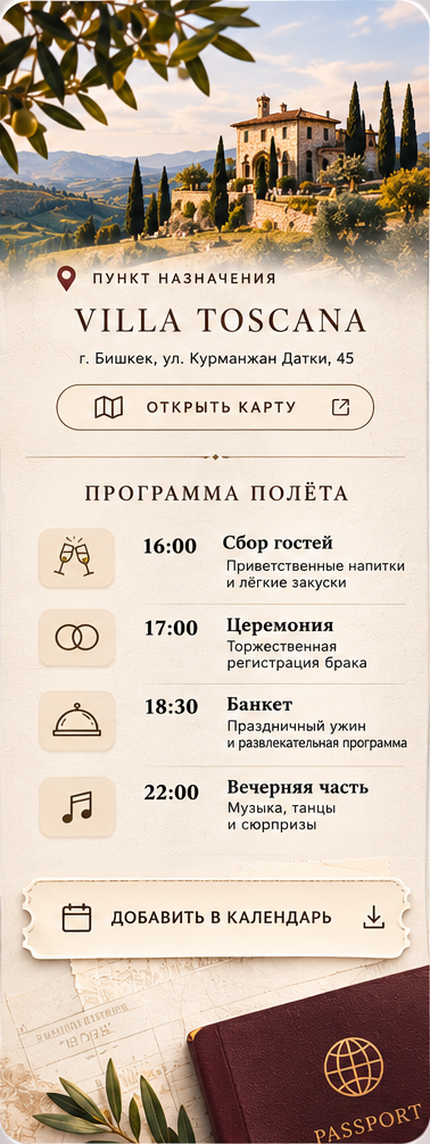 ПУНКТ НАЗНАЧЕНИЯ
VILLA TOSCANA
г. Бишкек, ул. Курманжан Датки, 45
ОТКРЫТЬ КАРТУ
ПРОГРАММА ПОЛЁТА
16:00 Сбор гостей
Приветственные напитки
и лёгкие закуски
17:00 Церемония
Торжественная
регистрация брака
18:30 Банкет
Праздничный ужин
и развлекательная программа
22:00 Вечерняя часть
Музыка, танцы
и сюрпризы
ДОБАВИТЬ В КАЛЕНДАРЬ
PASSPORT